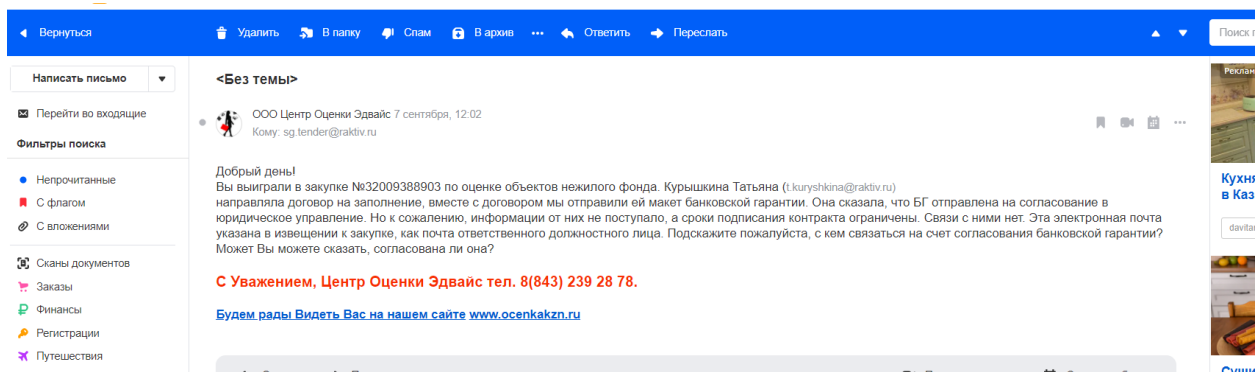 Вернуться
Удалить
В папку
Спам
В архив
Ответить
Переслать
Поиск
Написать письмо
<Без темы>
Реклам
ООО Центр Оценки Эдвайс 7 сентября, 12:02
Перейти во входящие
Кому: sg.tender@raktiv.ru
Фильтры поиска
Непрочитанные
С флагом
С вложениями
Сканы документов
Заказы
Финансы
Регистрации
Путешествия
Добрый день!
Вы выиграли в закупке №32009388903 по оценке объектов нежилого фонда. Курышкина Татьяна (t.kuryshkina@raktiv.ru)
направляла договор на заполнение, вместе с договором мы отправили ей макет банковской гарантии. Она сказала, что БГ отправлена на согласование в
юридическое управление. Но к сожалению, информации от них не поступало, а сроки подписания контракта ограничены. Связи с ними нет. Эта электронная почта
указана в извещении к закупке, как почта ответственного должностного лица. Подскажите пожалуйста, с кем связаться на счет согласования банковской гарантии?
Может Вы можете сказать, согласована ли она?
С Уважением, Центр Оценки Эдвайс тел. 8(843) 239 28 78.
Будем рады Видеть Вас на нашем сайте www.ocenkakzn.ru
Кухня
в Каз
davita